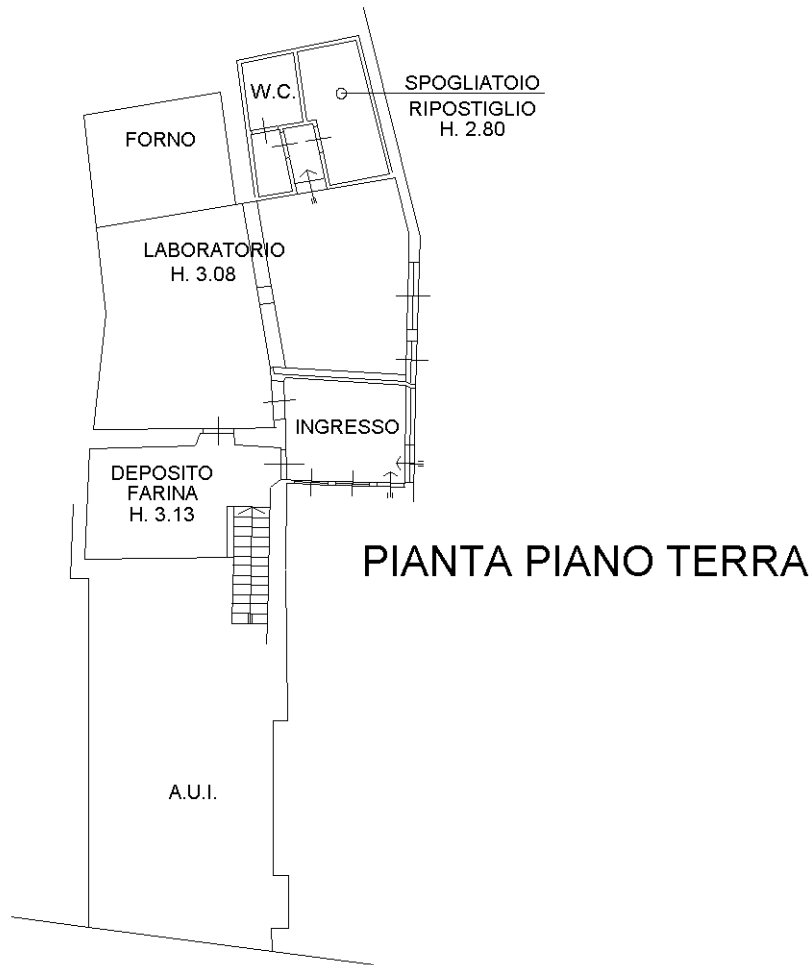 SPOGLIATOIO
RIPOSTIGLIO
H. 2.80
W.C.
FORNO
LABORATORIO
H. 3.08
INGRESSO
DEPOSITO
FARINA
H. 3.13
PIANTA PIANO TERRA
A.U.I.